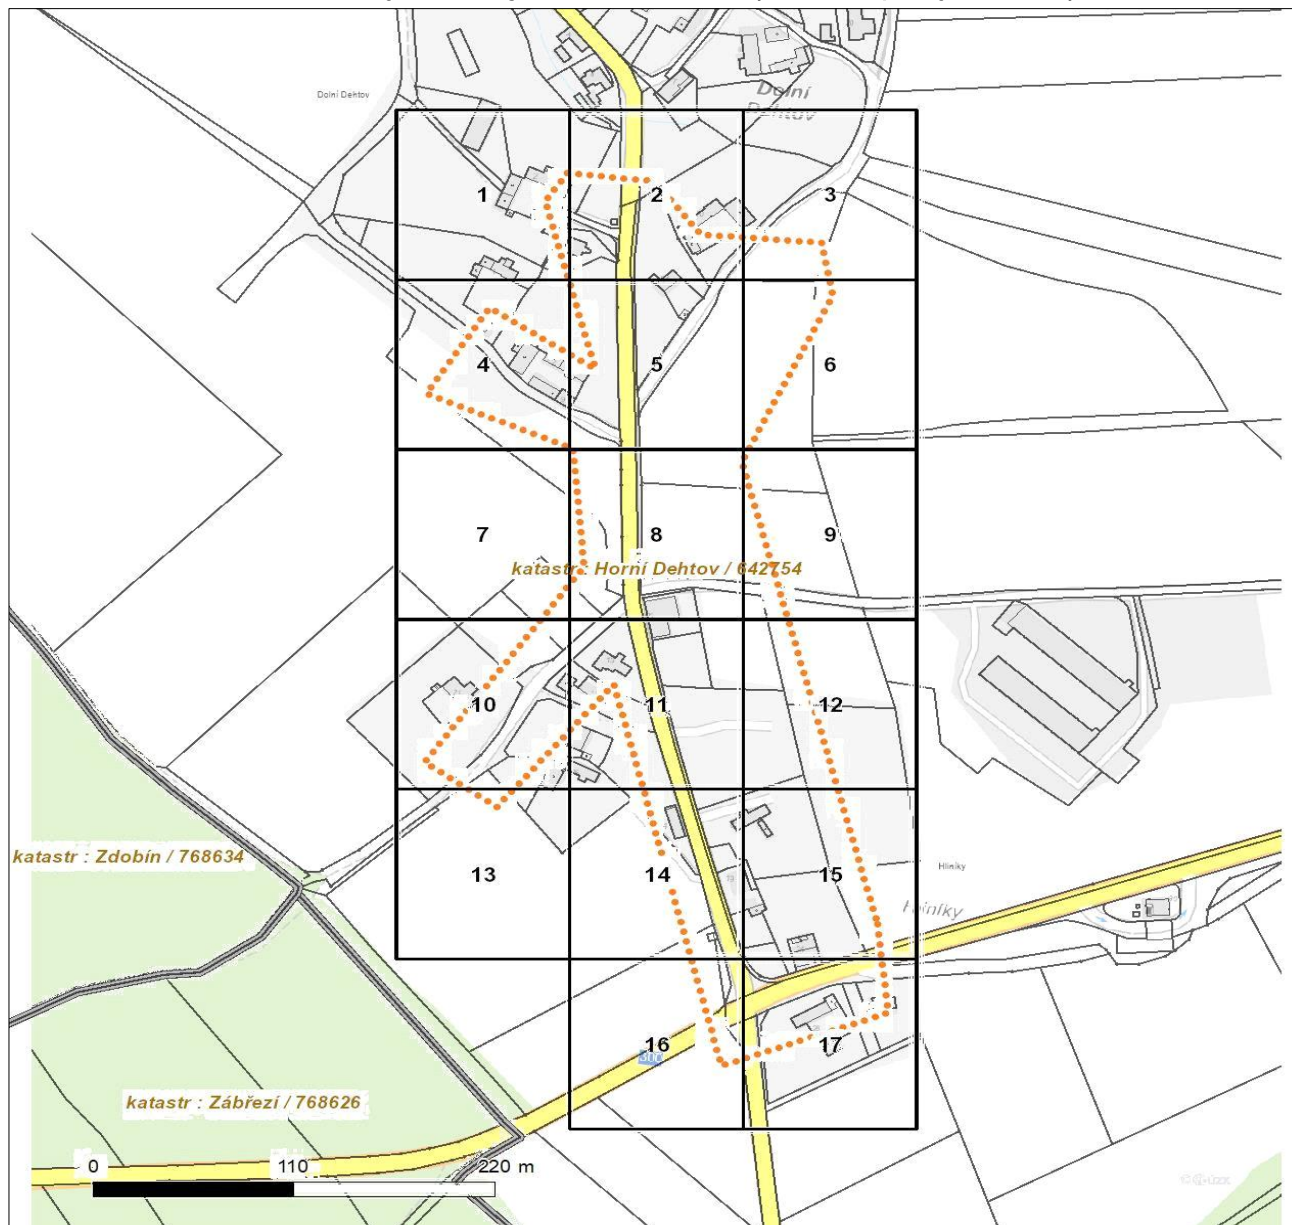 Dolní Dehtov
Dolní
Dehtov
1
2
3
4
5
6
7
8
9
katastr : Horní Dehtov / 642754
10
11
12
katastr : Zdobín / 768634
13
14
15
Hliníky
Hliníky
16
17
300
katastr : Zábřezí / 768626
0
110
220 m